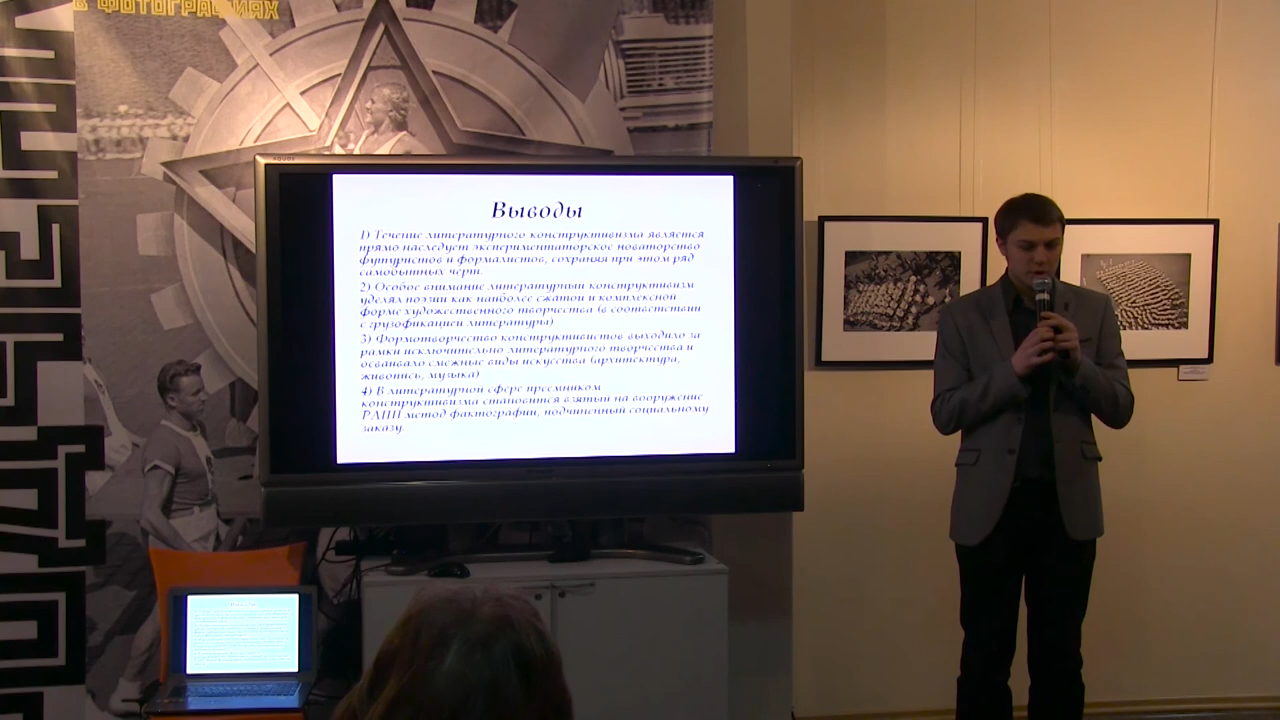 в ФОТОГРАФИЯХ
AQUOS
Выводы
1) Течение литературного конструктивизма является
прямо наследует экспериментаторское новаторство
футуристов и формалистов, сохраняя при этом ряд
самобытных черт.
2) Особое внимание литературный конструктивизм
уделял поэзии как наиболее сжатой и комплексной
форме художественного творчества (в соответствии
с грузофикацией литературы)
3) Формотворчество конструктивистов выходило за
рамки исключительно литературного творчества и
осваивало смежные виды искусства (архитектура,
живопись, музыка)
4) В литературной сфере преемником
конструктивизма становится взятый на вооружение
РАПП метод фактографии, подчиненный социальному
заказу.
Выводы